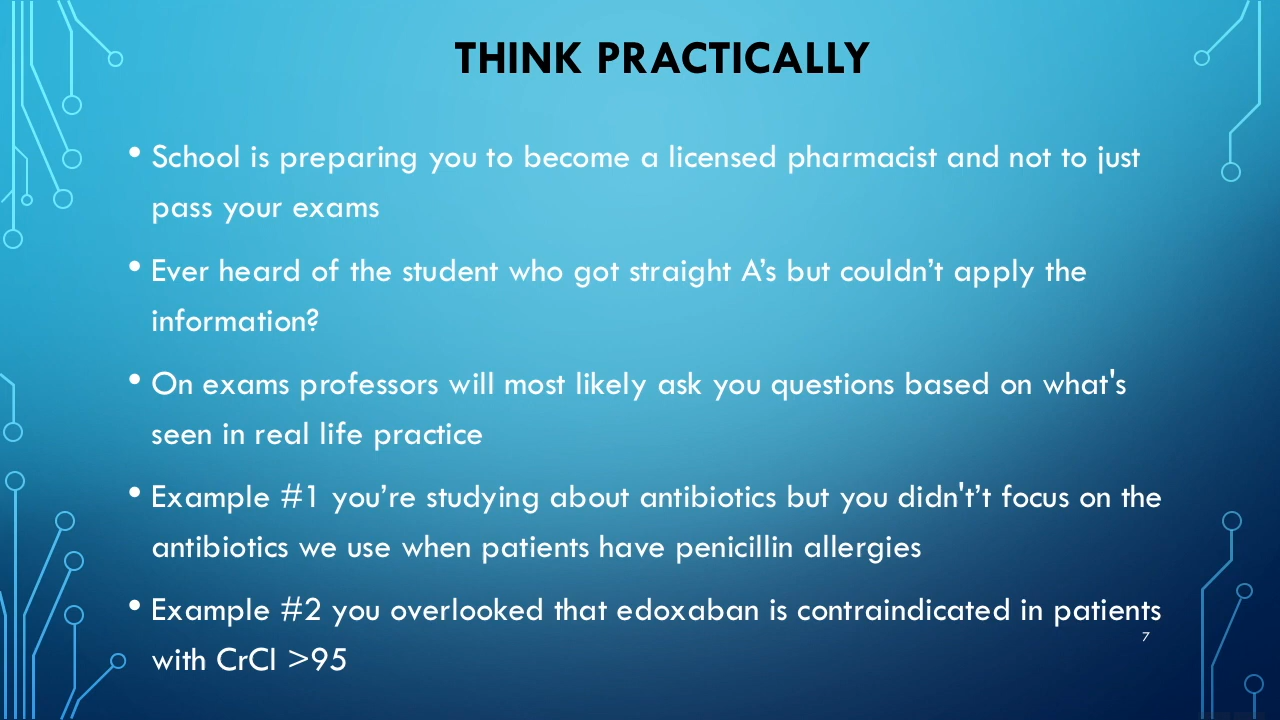 THINK PRACTICALLY
• School is preparing you to become a licensed pharmacist and not to just
pass your exams
• Ever heard of the student who got straight A’s but couldn’t apply the
information?
• On exams professors will most likely ask you questions based on what's
seen in real life practice
• Example #1 you’re studying about antibiotics but you didn't’t focus on the
antibiotics we use when patients have penicillin allergies
• Example #2 you overlooked that edoxaban is contraindicated in patients
with CrCl >95
7